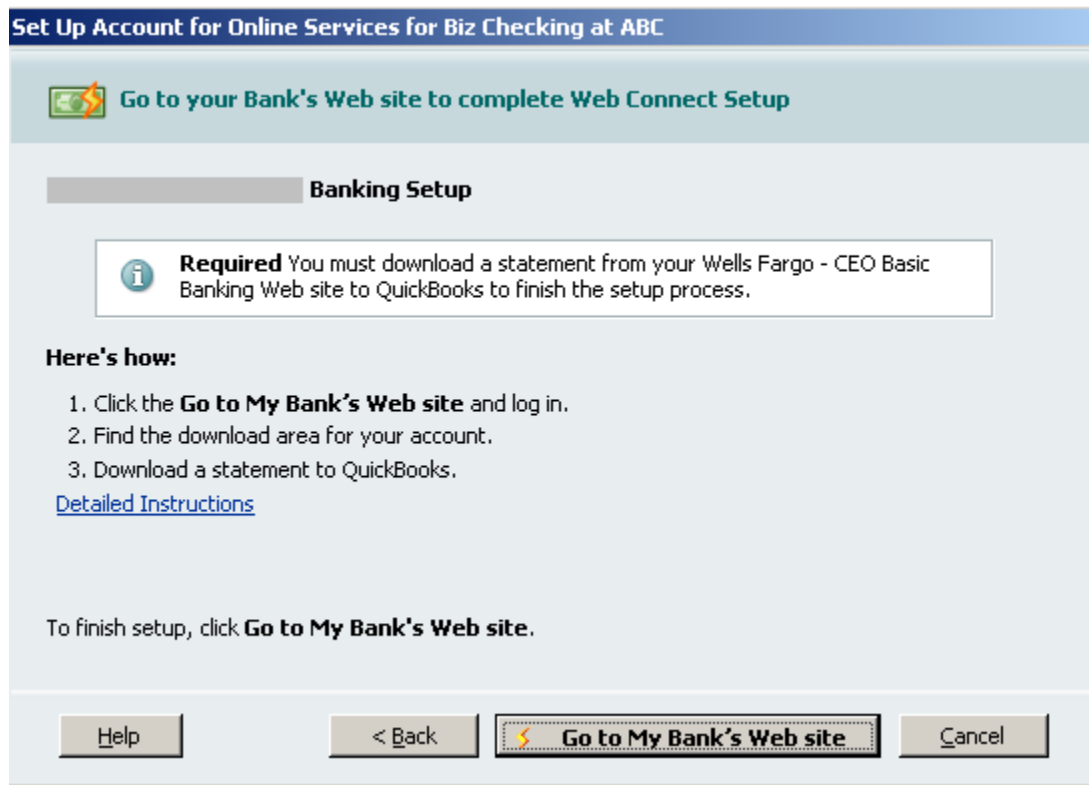 Set Up Account for Online Services for Biz Checking at ABC
Go to your Bank's Web site to complete Web Connect Setup
Banking Setup
Required You must download a statement from your Wells Fargo - CEO Basic
Banking Web site to QuickBooks to finish the setup process.
Here's how:
1. Click the Go to My Bank's Web site and log in.
2. Find the download area for your account.
3. Download a statement to QuickBooks.
Detailed Instructions
To finish setup, click Go to My Bank's Web site.
Help < Back Go to My Bank's Web site Cancel